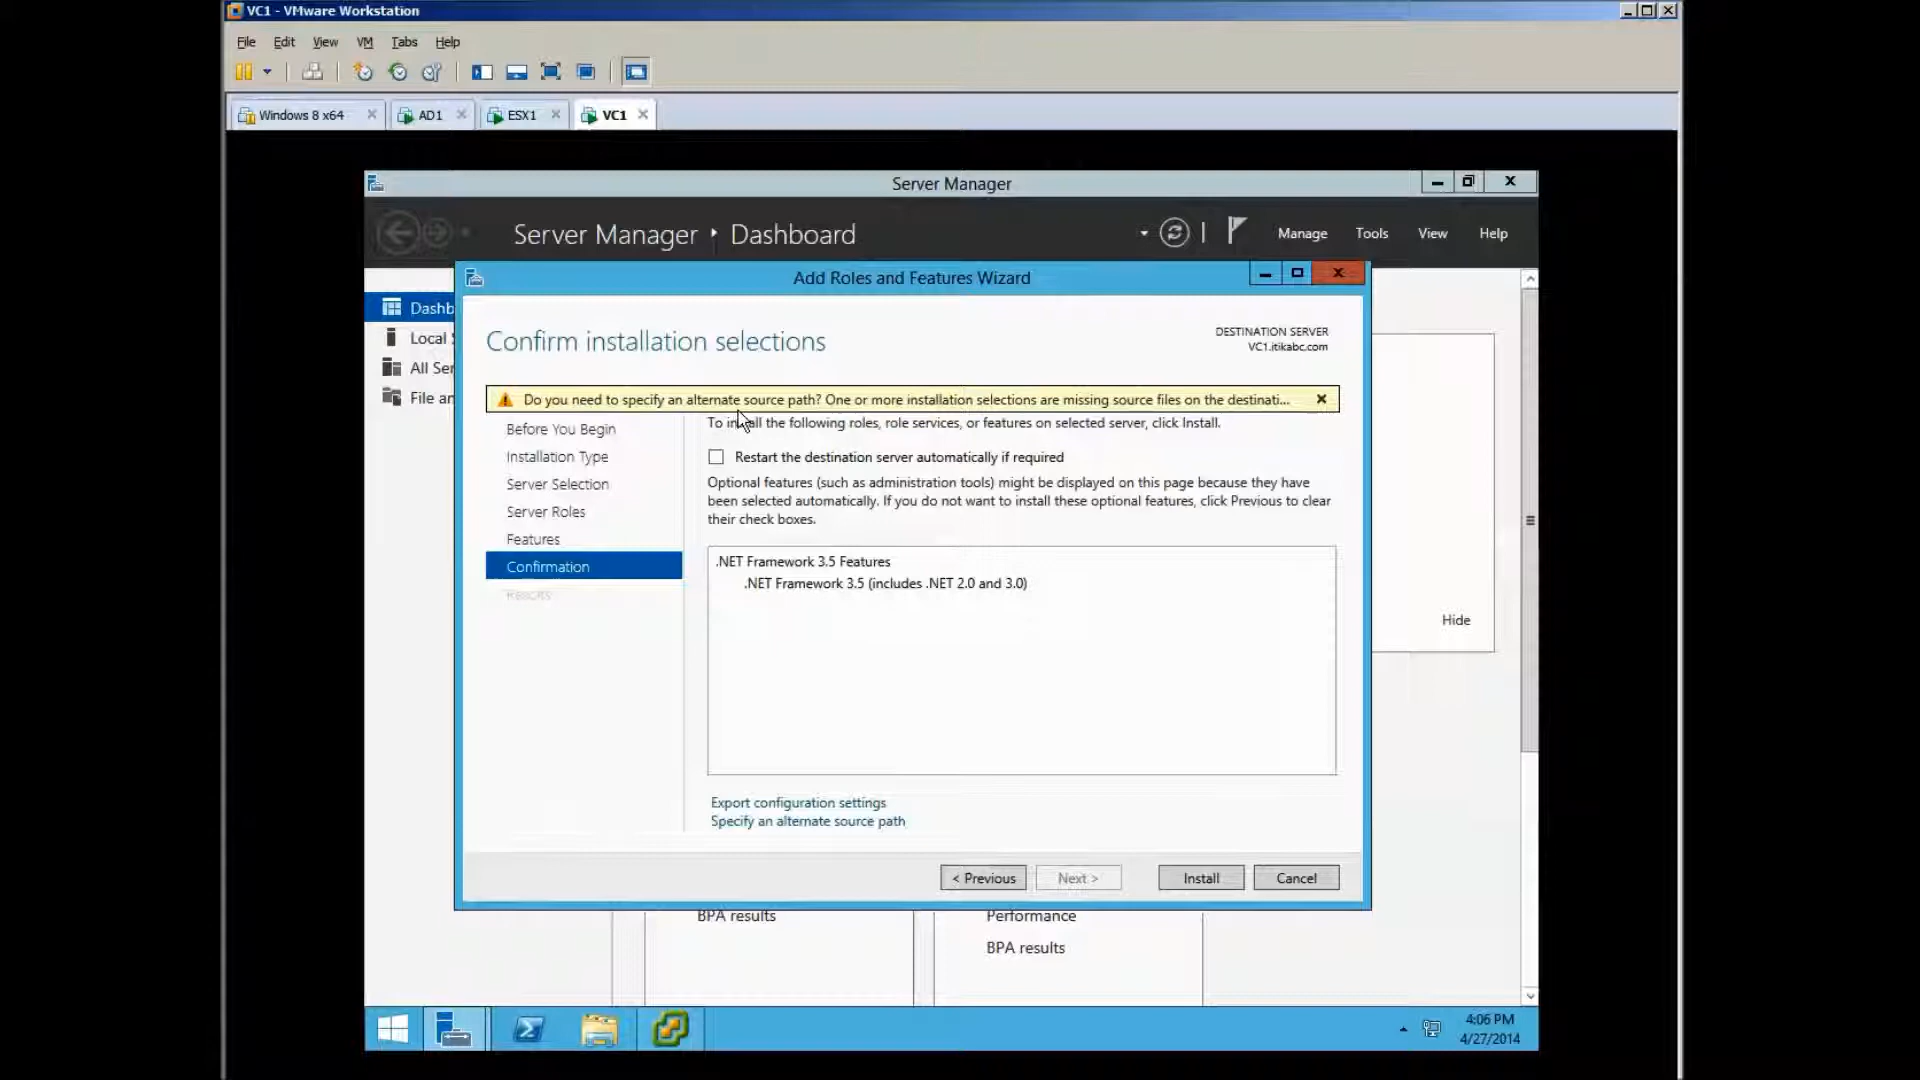 VC1 - VMware Workstation
File Edit View VM Tabs Help
Windows 8 x64 AD1 ESX1 VC1
Server Manager
Server Manager Dashboard Manage Tools View Help
Add Roles and Features Wizard
Dashb
Local
All Ser
File an
Confirm installation selections
DESTINATION SERVER
VC1.itikabc.com
Do you need to specify an alternate source path? One or more installation selections are missing source files on the destinati...
Before You Begin
Installation Type
Server Selection
Server Roles
Features
Confirmation
Results
To install the following roles, role services, or features on selected server, click Install.
Restart the destination server automatically if required
Optional features (such as administration tools) might be displayed on this page because they have
been selected automatically. If you do not want to install these optional features, click Previous to clear
their check boxes.
.NET Framework 3.5 Features
.NET Framework 3.5 (includes .NET 2.0 and 3.0)
Hide
Export configuration settings
Specify an alternate source path
< Previous Next > Install Cancel
BPA results
Performance
BPA results
4:06 PM
4/27/2014